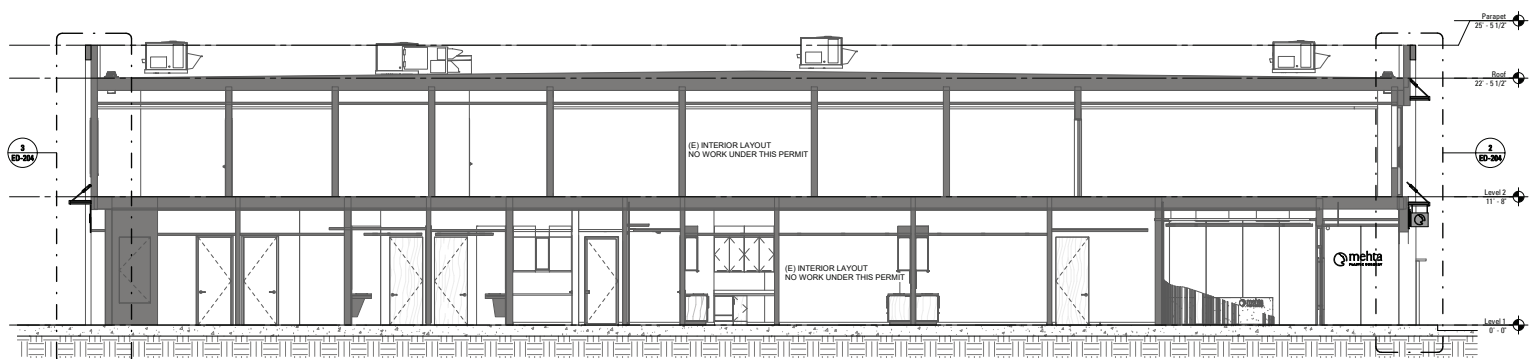 Parapet
25' - 5 1/2"
Roof
22' - 5 1/2"
3
ED-204
(E) INTERIOR LAYOUT
NO WORK UNDER THIS PERMIT
2
ED-204
Level 2
11' - 8"
mehta
(E) INTERIOR LAYOUT
NO WORK UNDER THIS PERMIT
Level 1
0' - 0"